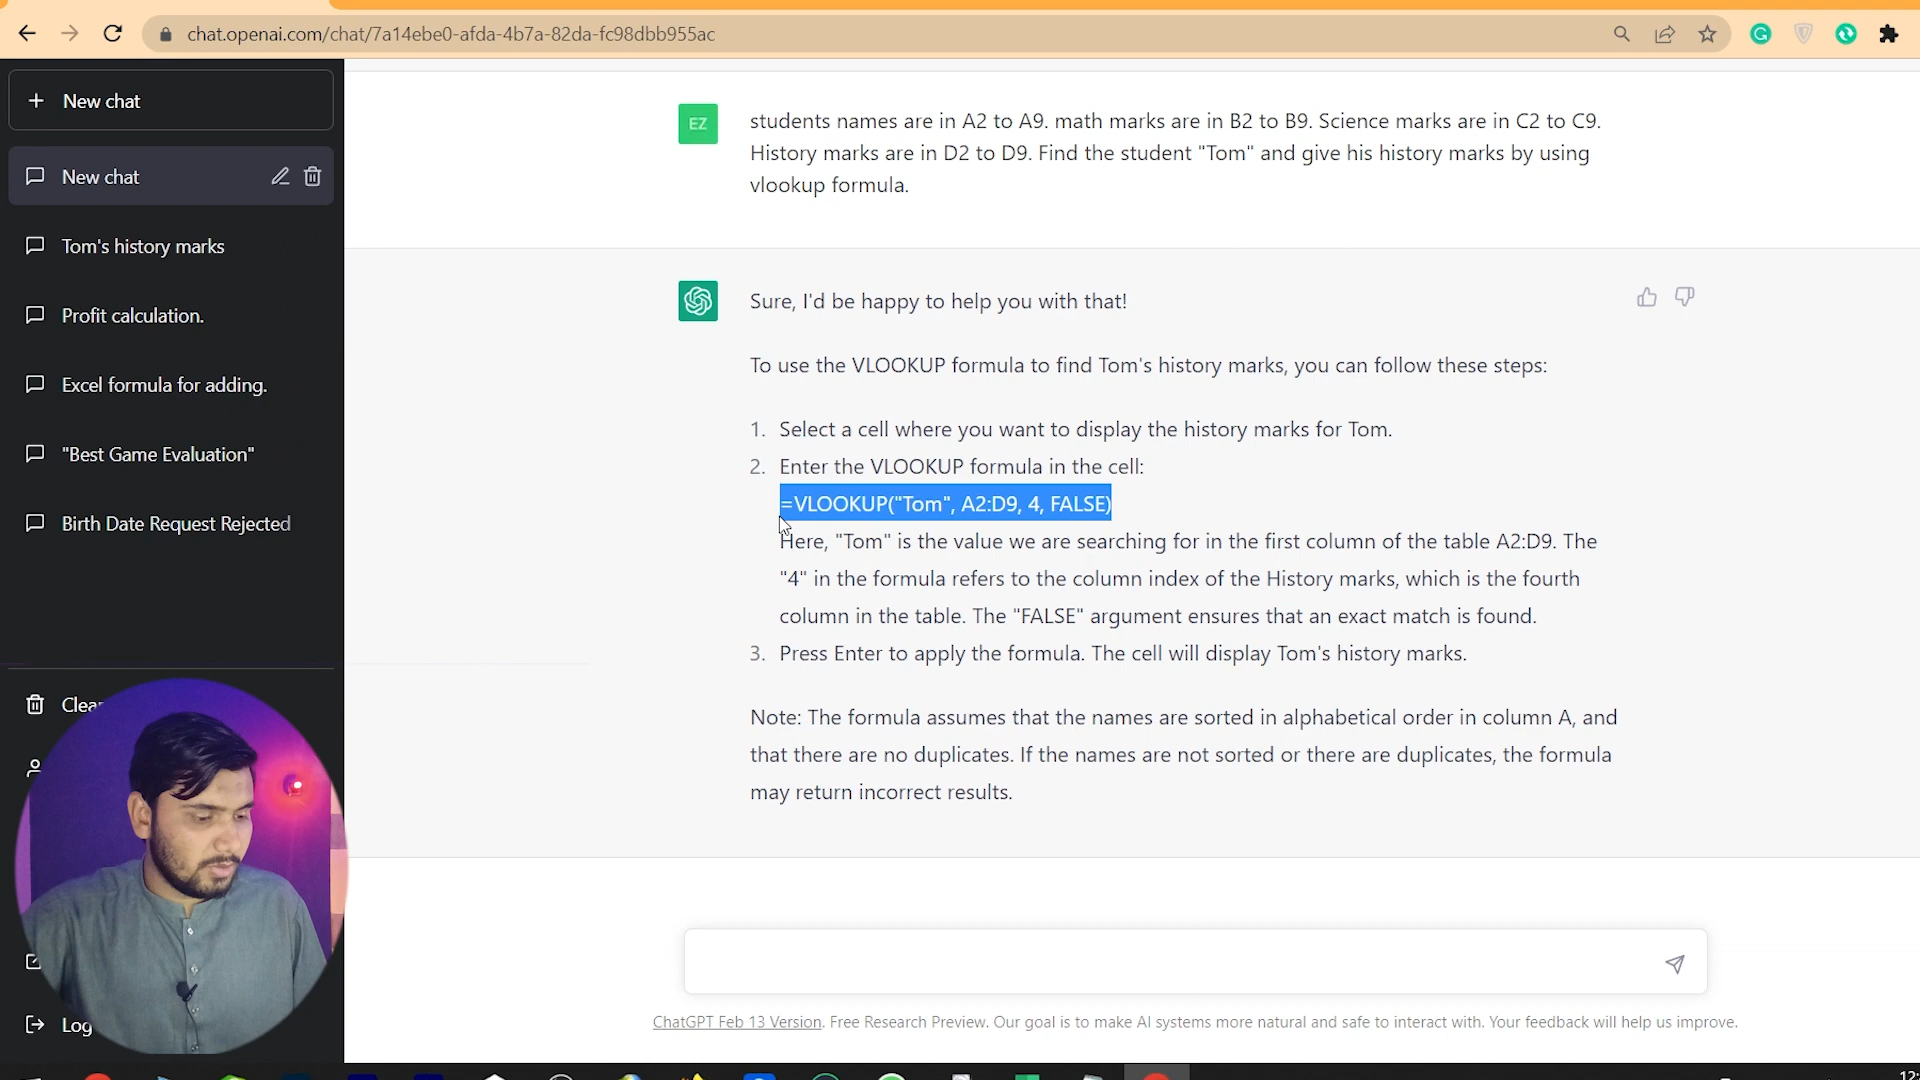 chat.openai.com/chat/7a14ebe0-afda-4b7a-82da-fc98dbb955ac
New chat
New chat
Tom's history marks
Profit calculation.
Excel formula for adding.
"Best Game Evaluation"
Birth Date Request Rejected
Clear
Log
EZ
students names are in A2 to A9. math marks are in B2 to B9. Science marks are in C2 to C9.
History marks are in D2 to D9. Find the student "Tom" and give his history marks by using
vlookup formula.
Sure, I'd be happy to help you with that!
To use the VLOOKUP formula to find Tom's history marks, you can follow these steps:
1. Select a cell where you want to display the history marks for Tom.
2. Enter the VLOOKUP formula in the cell:
=VLOOKUP("Tom", A2:D9, 4, FALSE)
Here, "Tom" is the value we are searching for in the first column of the table A2:D9. The
"4" in the formula refers to the column index of the History marks, which is the fourth
column in the table. The "FALSE" argument ensures that an exact match is found.
3. Press Enter to apply the formula. The cell will display Tom's history marks.
Note: The formula assumes that the names are sorted in alphabetical order in column A, and
that there are no duplicates. If the names are not sorted or there are duplicates, the formula
may return incorrect results.
ChatGPT Feb 13 Version. Free Research Preview. Our goal is to make AI systems more natural and safe to interact with. Your feedback will help us improve.
12: